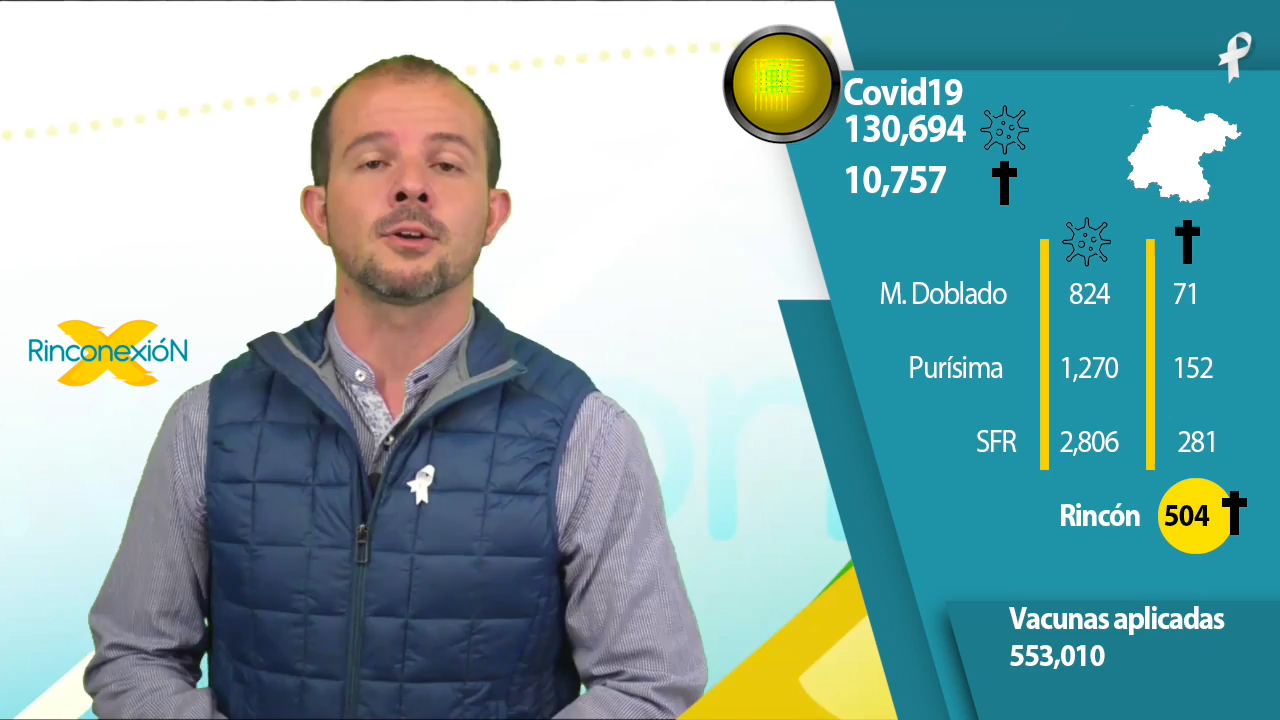 RinconexióN
Covid19
130,694
10,757
M. Doblado 824 71
Purísima 1,270 152
SFR 2,806 281
Rincón 504
Vacunas aplicadas
553,010